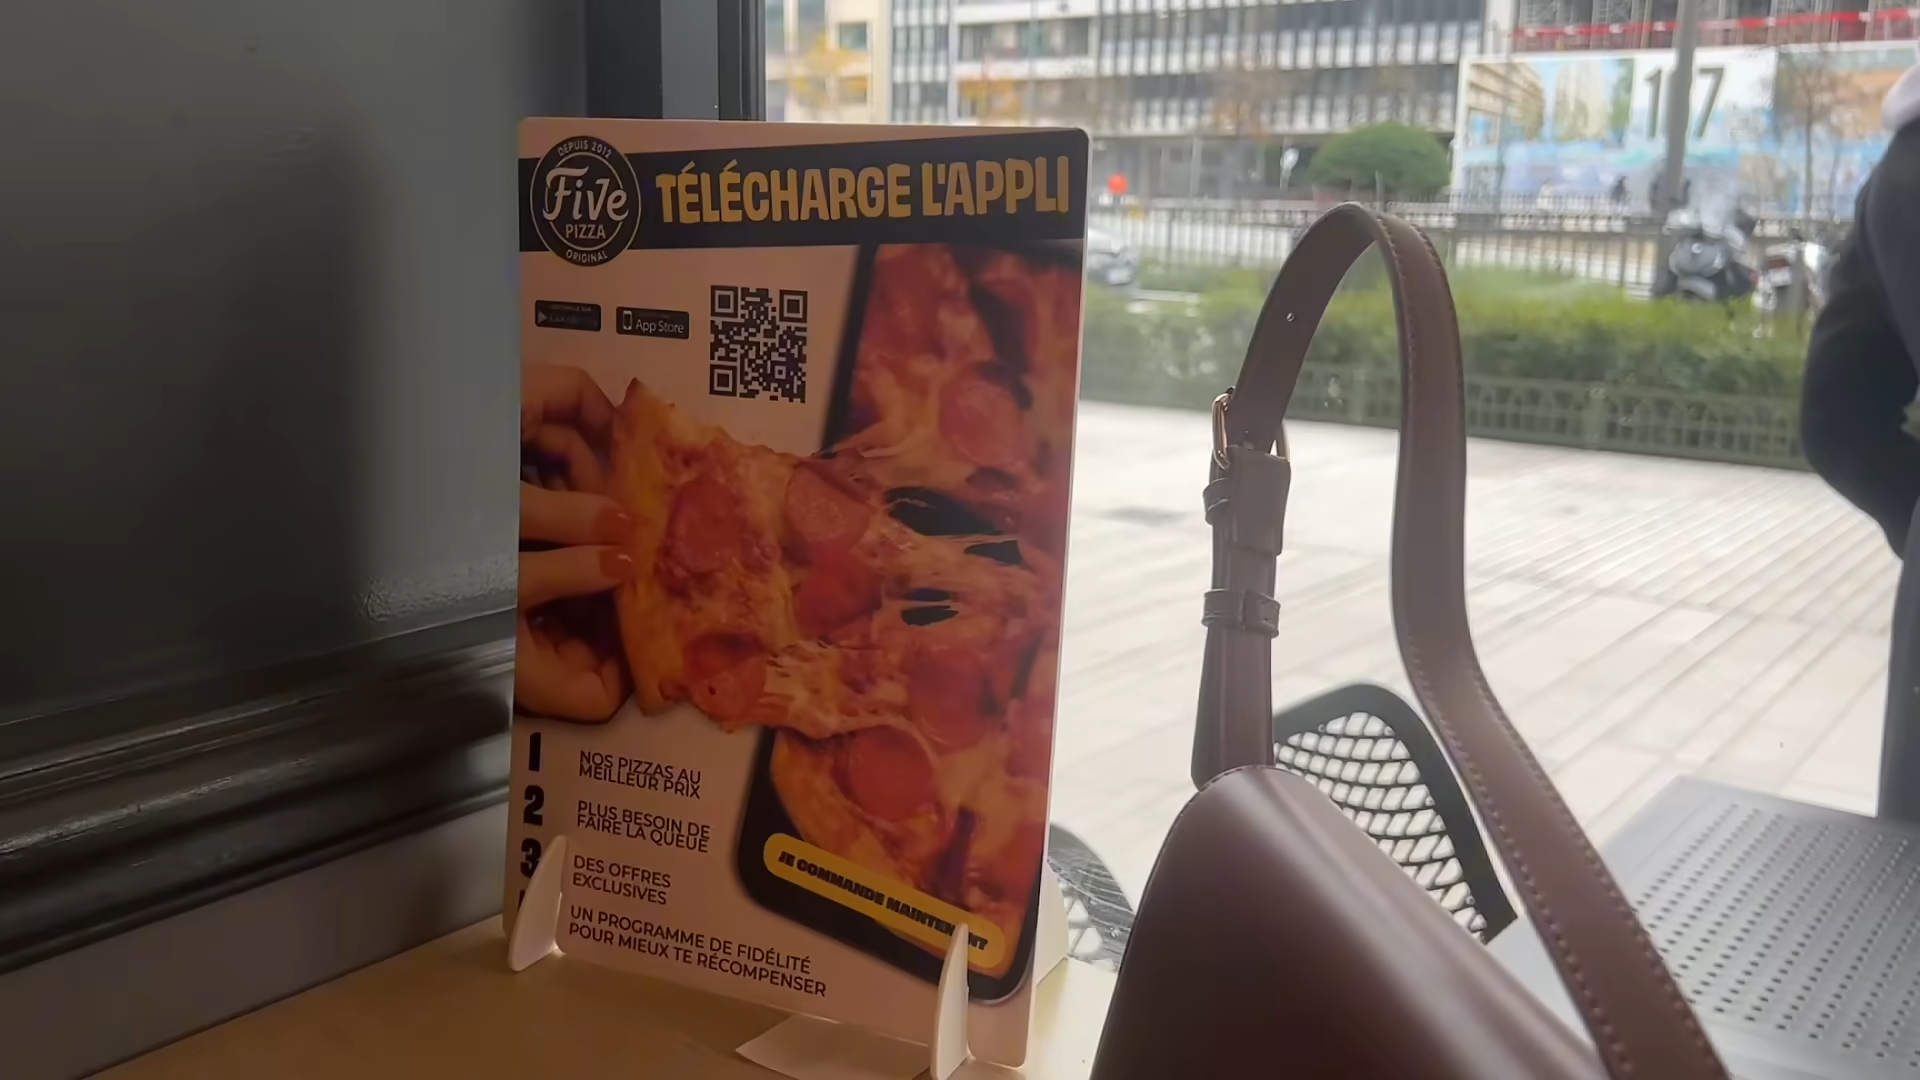 DEPUIS 2012
Five
PIZZA
ORIGINAL
TÉLÉCHARGE L'APPLI
App Store
1
NOS PIZZAS AU
MEILLEUR PRIX
2
PLUS BESOIN DE
FAIRE LA QUEUE
3
DES OFFRES
EXCLUSIVES
UN PROGRAMME DE FIDÉLITÉ
POUR MIEUX TE RÉCOMPENSER
JE COMMANDE